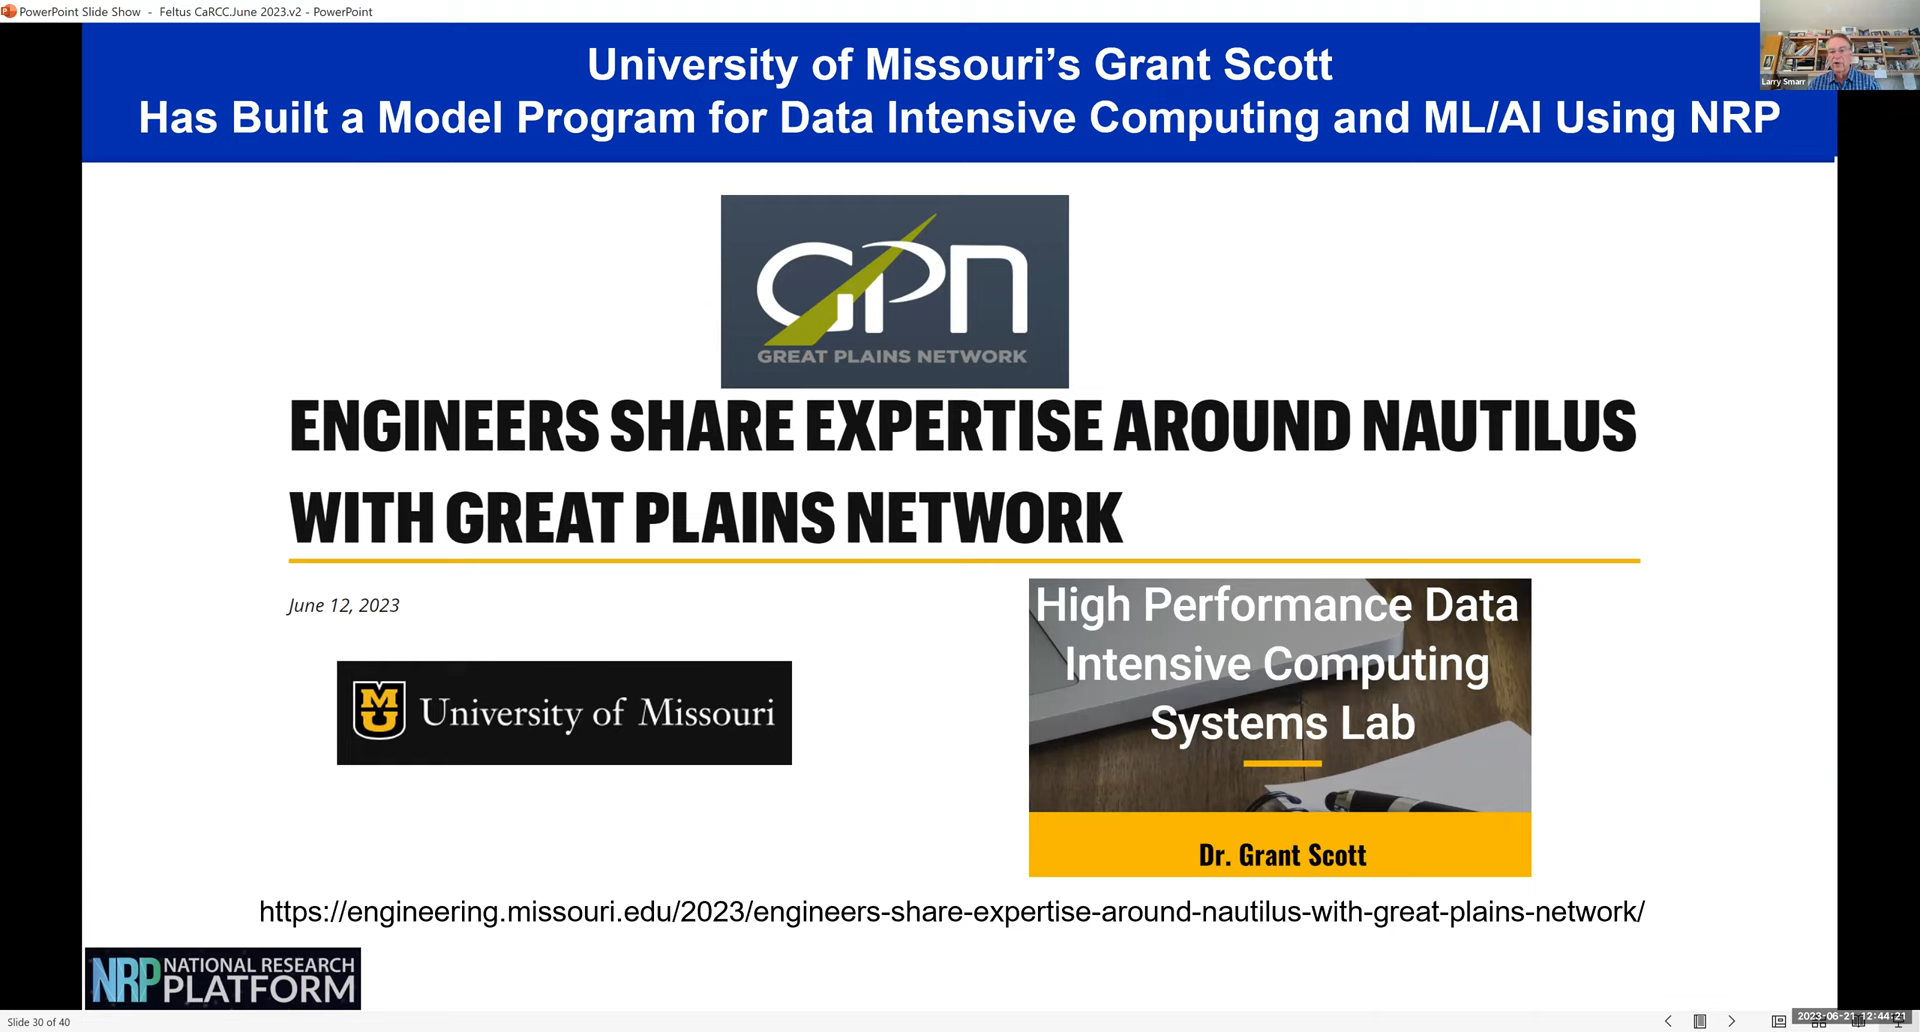 PowerPoint Slide Show - Feltus CaRCC.June 2023.v2 - PowerPoint
Larry Smarr
University of Missouri’s Grant Scott
Has Built a Model Program for Data Intensive Computing and ML/AI Using NRP
GPN
GREAT PLAINS NETWORK
ENGINEERS SHARE EXPERTISE AROUND NAUTILUS
WITH GREAT PLAINS NETWORK
June 12, 2023
MU University of Missouri
High Performance Data
Intensive Computing
Systems Lab
Dr. Grant Scott
https://engineering.missouri.edu/2023/engineers-share-expertise-around-nautilus-with-great-plains-network/
NRP NATIONAL RESEARCH
PLATFORM
Slide 30 of 40
2023-06-21 12:44:21